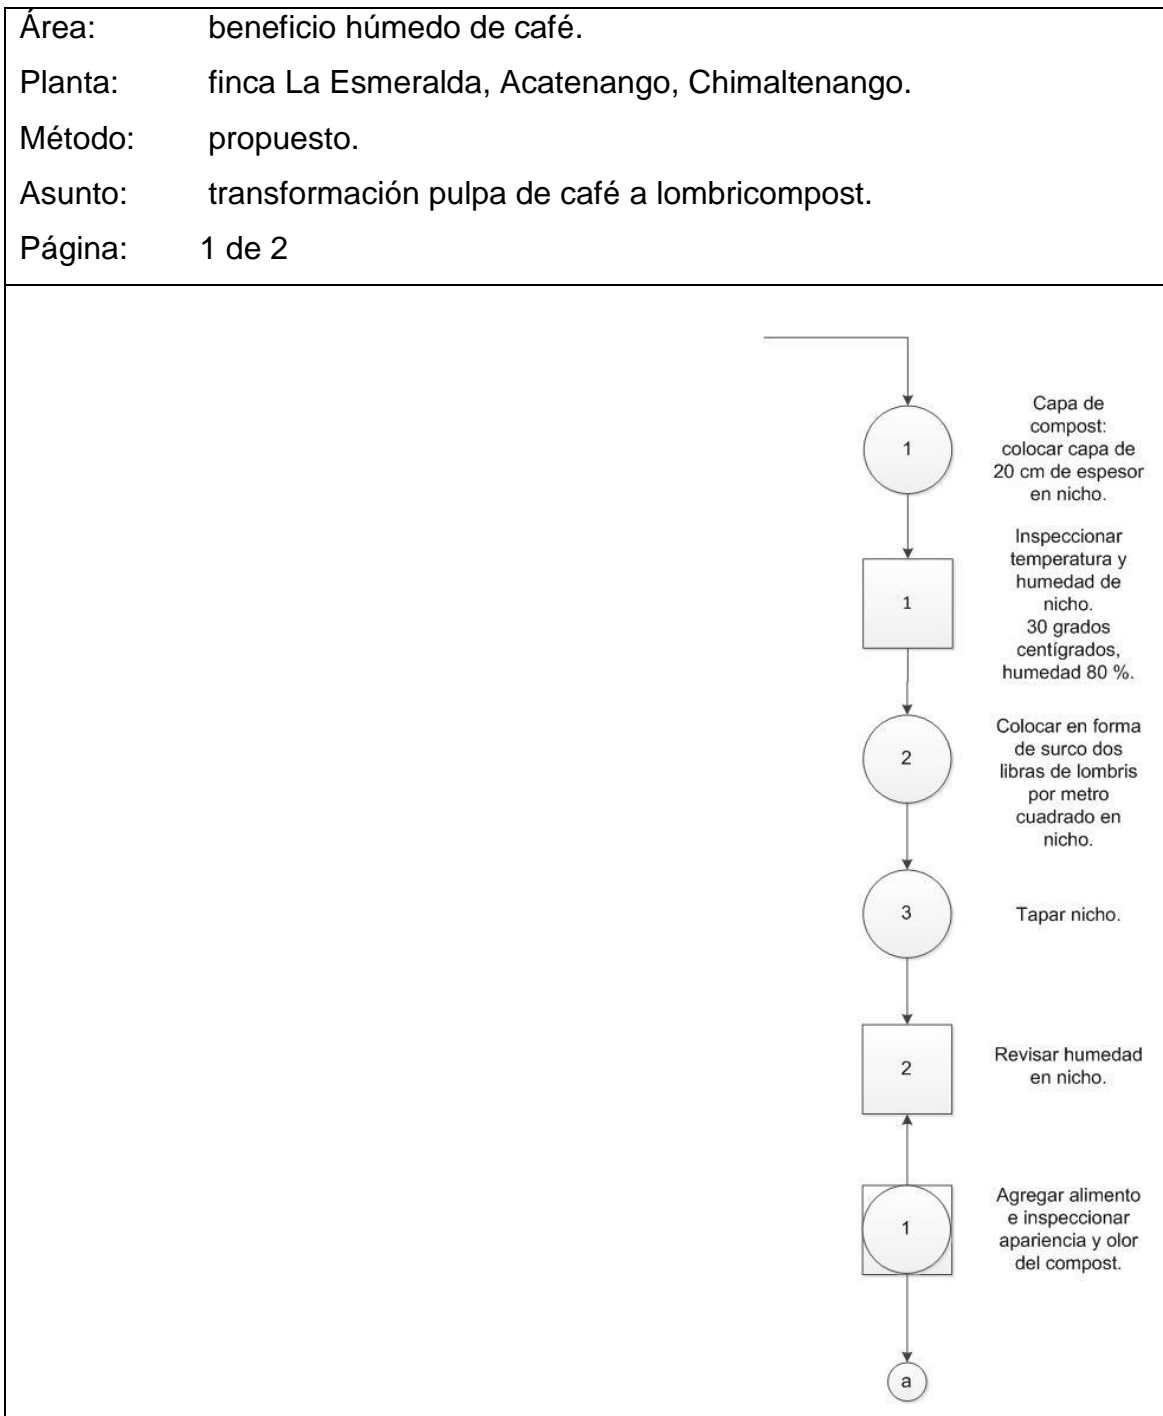 Área: beneficio húmedo de café.
Planta: finca La Esmeralda, Acatenango, Chimaltenango.
Método: propuesto.
Asunto: transformación pulpa de café a lombricompost.
Página: 1 de 2
1
Capa de
compost:
colocar capa de
20 cm de espesor
en nicho.
1
Inspeccionar
temperatura y
humedad de
nicho.
30 grados
centígrados,
humedad 80 %.
2
Colocar en forma
de surco dos
libras de lombris
por metro
cuadrado en
nicho.
3
Tapar nicho.
2
Revisar humedad
en nicho.
1
Agregar alimento
e inspeccionar
apariencia y olor
del compost.
a